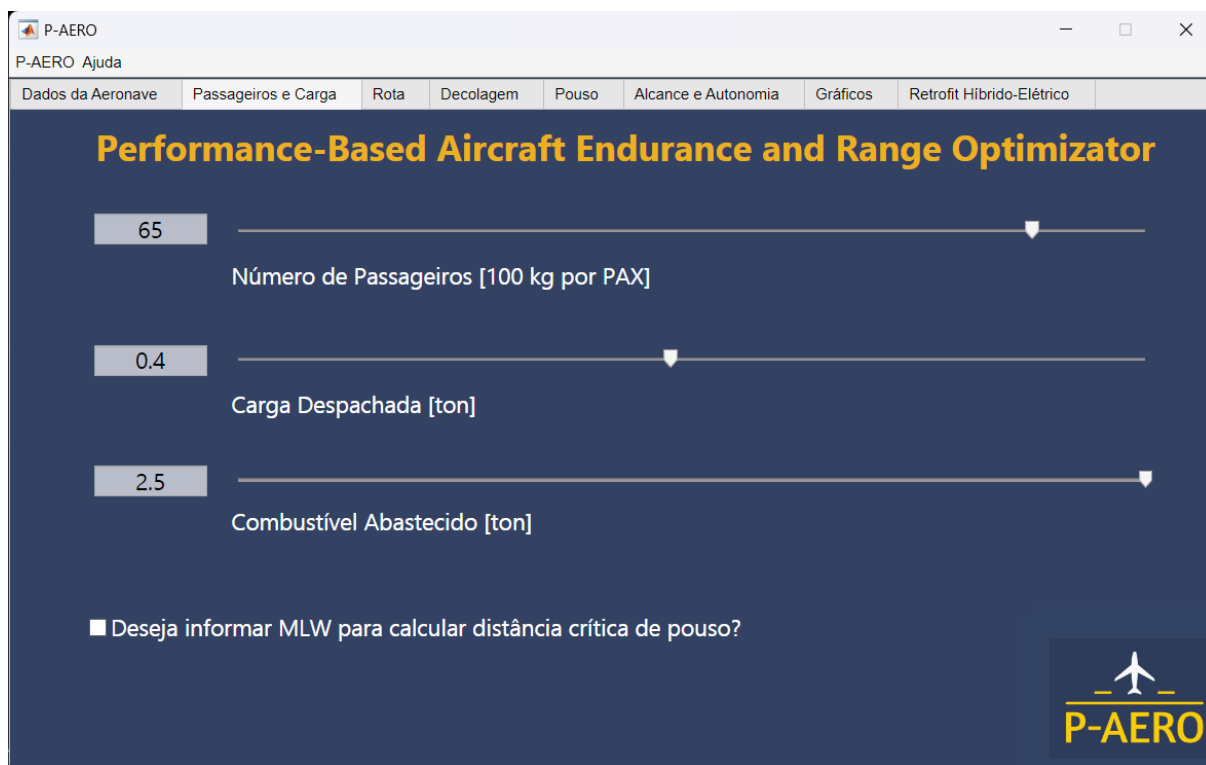 P-AERO
P-AERO Ajuda
Dados da Aeronave Passageiros e Carga Rota Decolagem Pouso Alcance e Autonomia Gráficos Retrofit Híbrido-Elétrico
Performance-Based Aircraft Endurance and Range Optimizator
65
Número de Passageiros [100 kg por PAX]
0.4
Carga Despachada [ton]
2.5
Combustível Abastecido [ton]
Deseja informar MLW para calcular distância crítica de pouso?
P-AERO